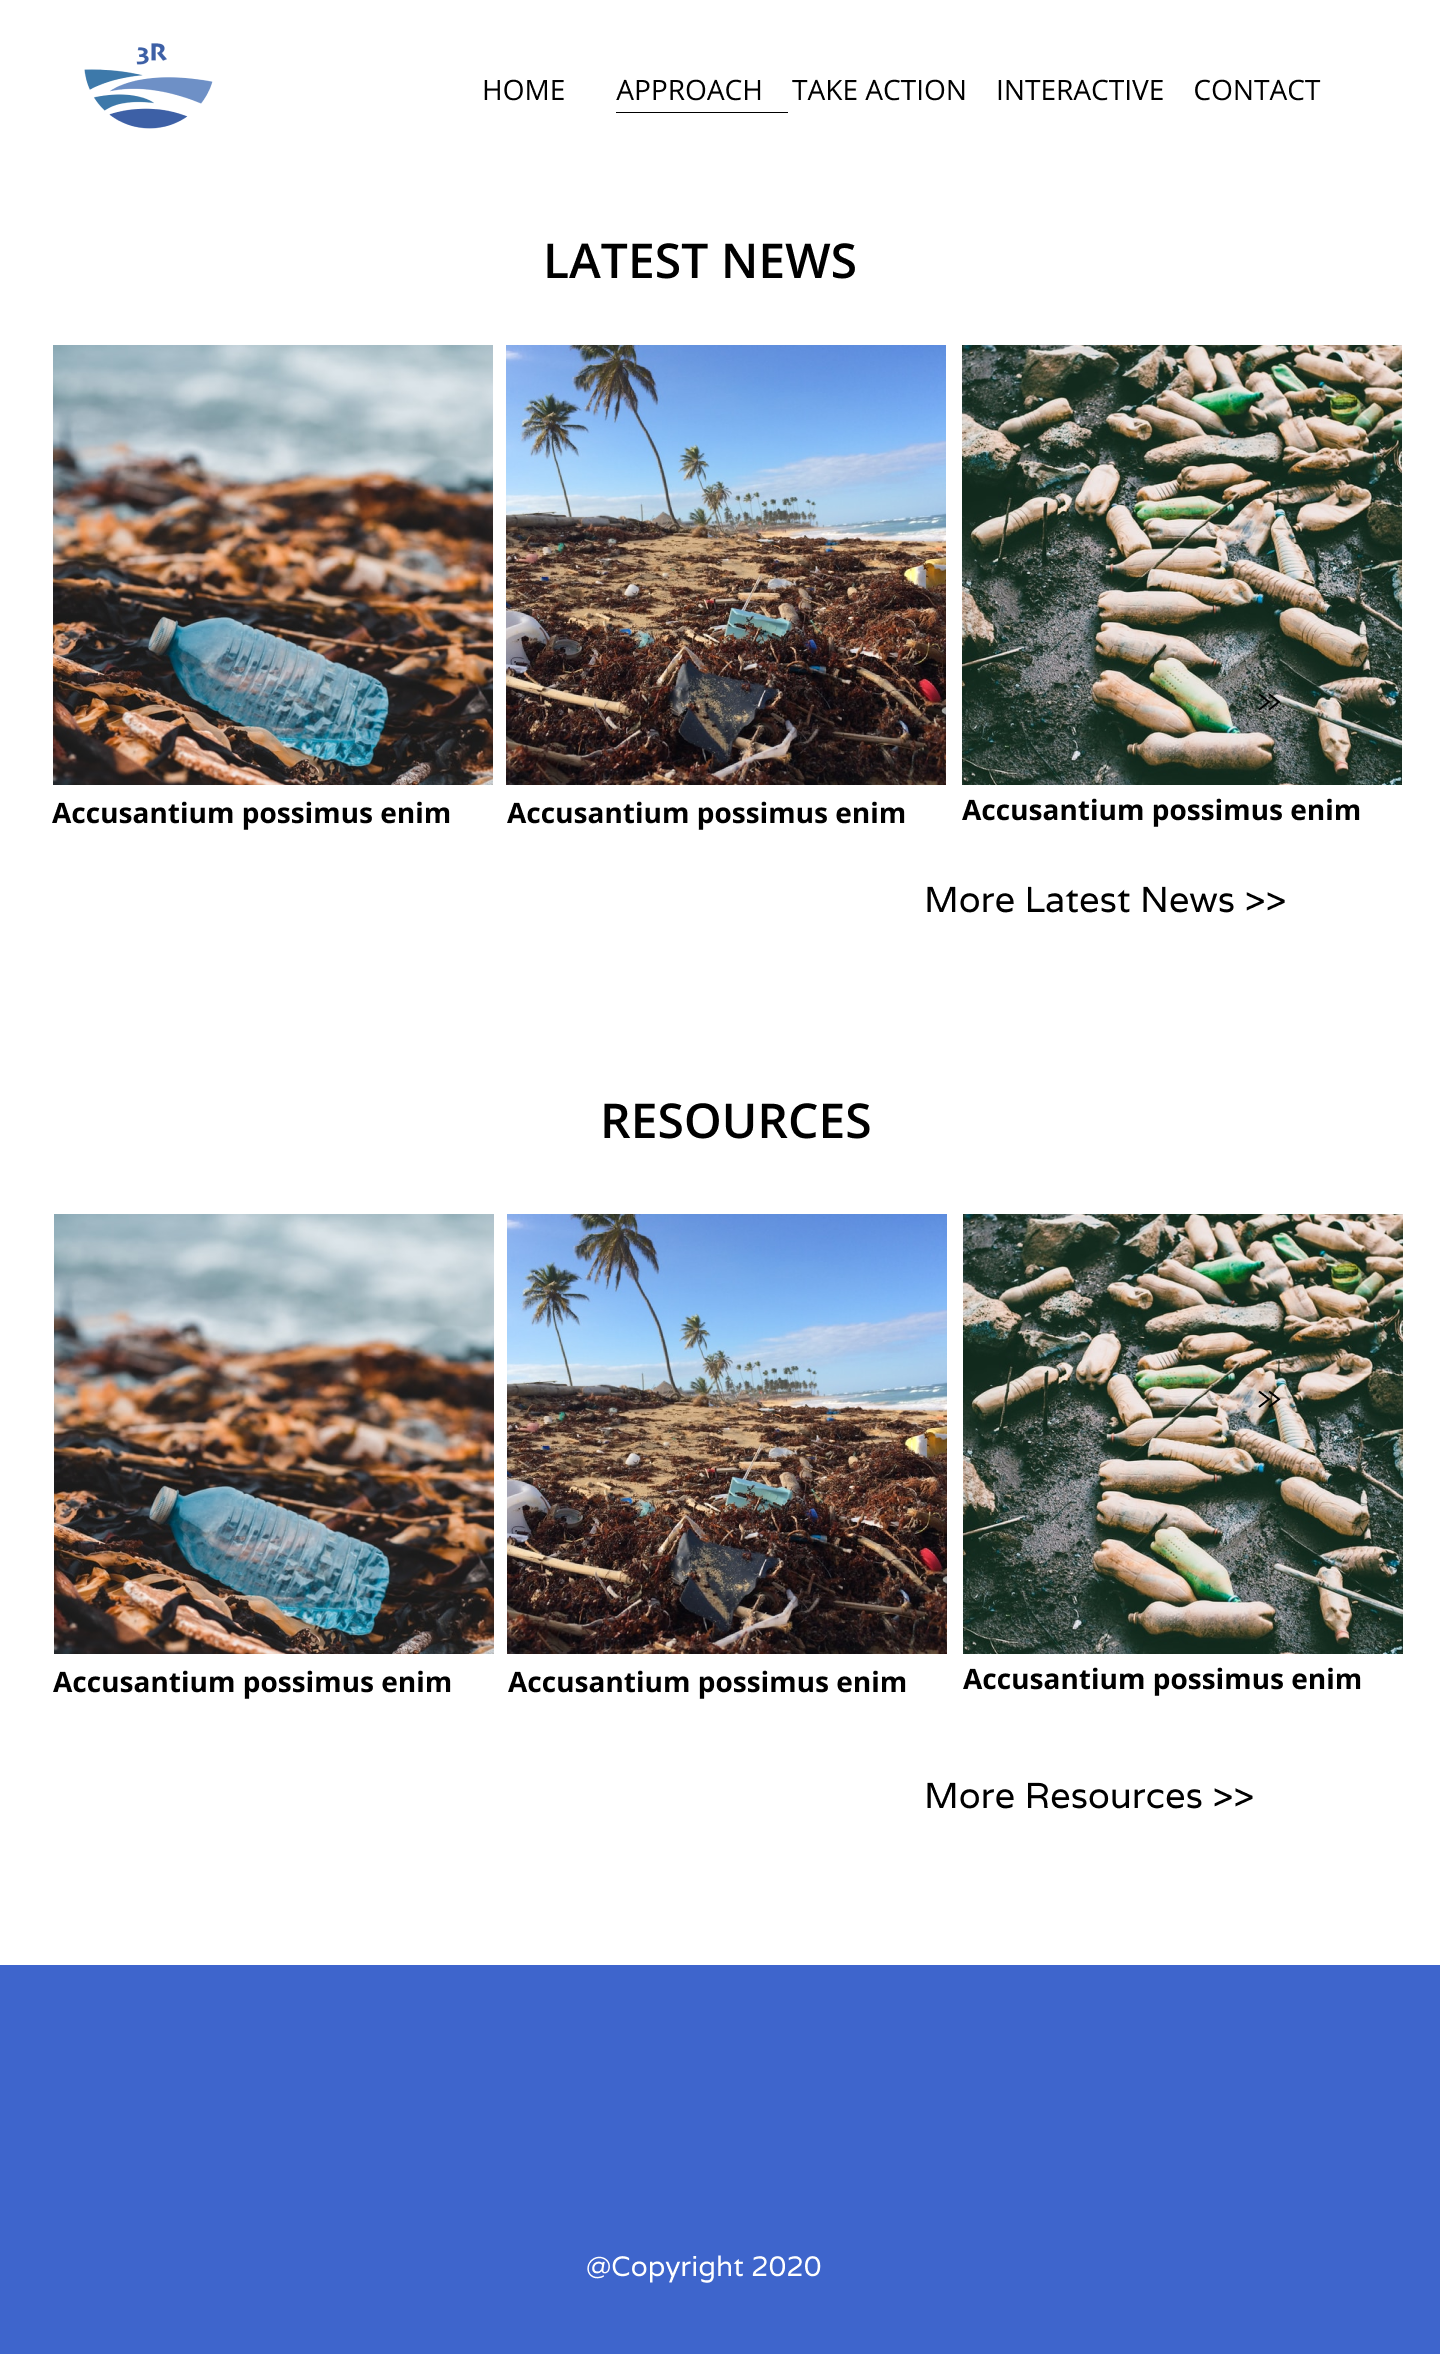 3R
HOME APPROACH TAKE ACTION INTERACTIVE CONTACT
LATEST NEWS
Accusantium possimus enim Accusantium possimus enim Accusantium possimus enim
More Latest News >>
RESOURCES
Accusantium possimus enim Accusantium possimus enim Accusantium possimus enim
More Resources >>
@Copyright 2020